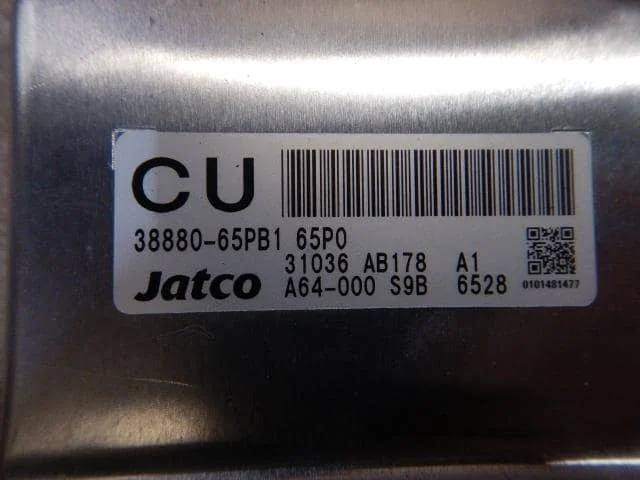 CU
38880-65PB1 65P0
31036 AB178 A1
Jatco A64-000 S9B 6528
0101481477